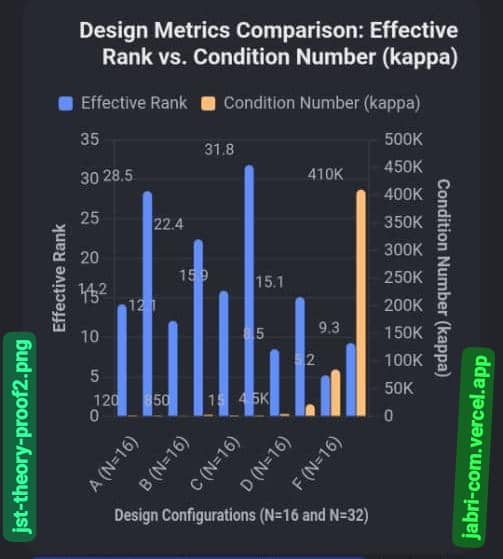 Design Metrics Comparison: Effective
Rank vs. Condition Number (kappa)
Effective Rank
Condition Number (kappa)
35
30
25
20
15
10
5
0
Effective Rank
500K
450K
400K
350K
300K
250K
200K
150K
100K
50K
0
Condition Number (kappa)
14.2
28.5
12.1
22.4
15.9
31.8
8.5
15.1
5.2
9.3
120
850
15
4.5K
410K
A (N=16)
B (N=16)
C (N=16)
D (N=16)
F (N=16)
Design Configurations (N=16 and N=32)
jst-theory-proof2.png
jabri-com.vercel.app